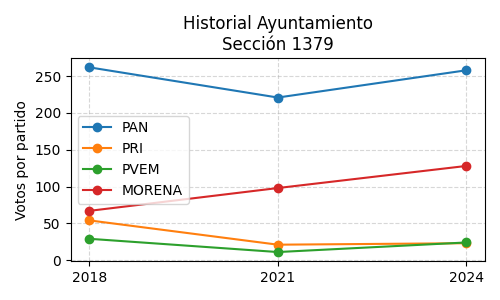 Historial Ayuntamiento
Sección 1379
Votos por partido
250
200
150
100
50
0
PAN
PRI
PVEM
MORENA
2018
2021
2024